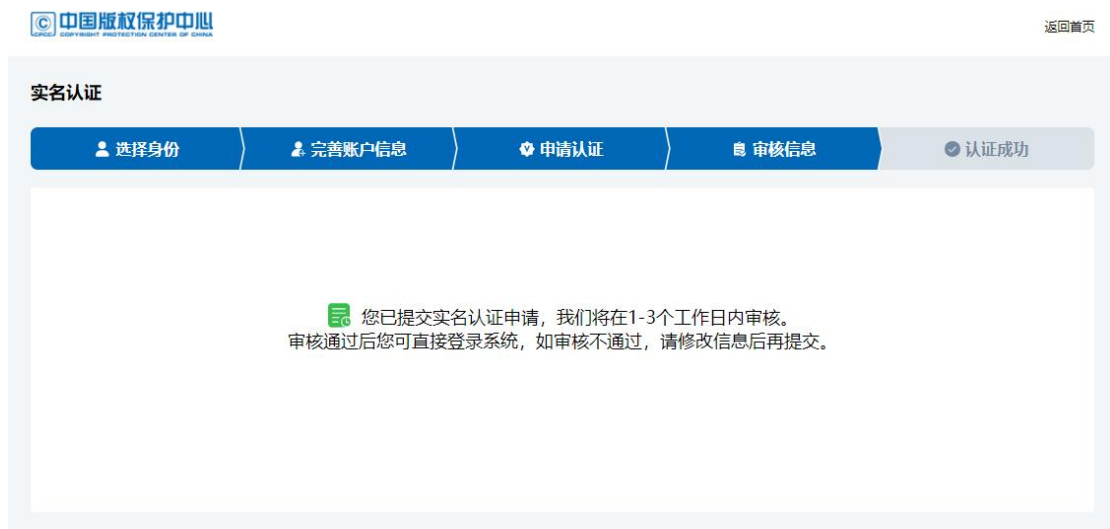 中国版权保护中心
CPCC COPYRIGHT PROTECTION CENTER OF CHINA
返回首页
实名认证
选择身份
完善账户信息
申请认证
审核信息
认证成功
您已提交实名认证申请，我们将在1-3个工作日内审核。
审核通过后您可直接登录系统，如审核不通过，请修改信息后再提交。